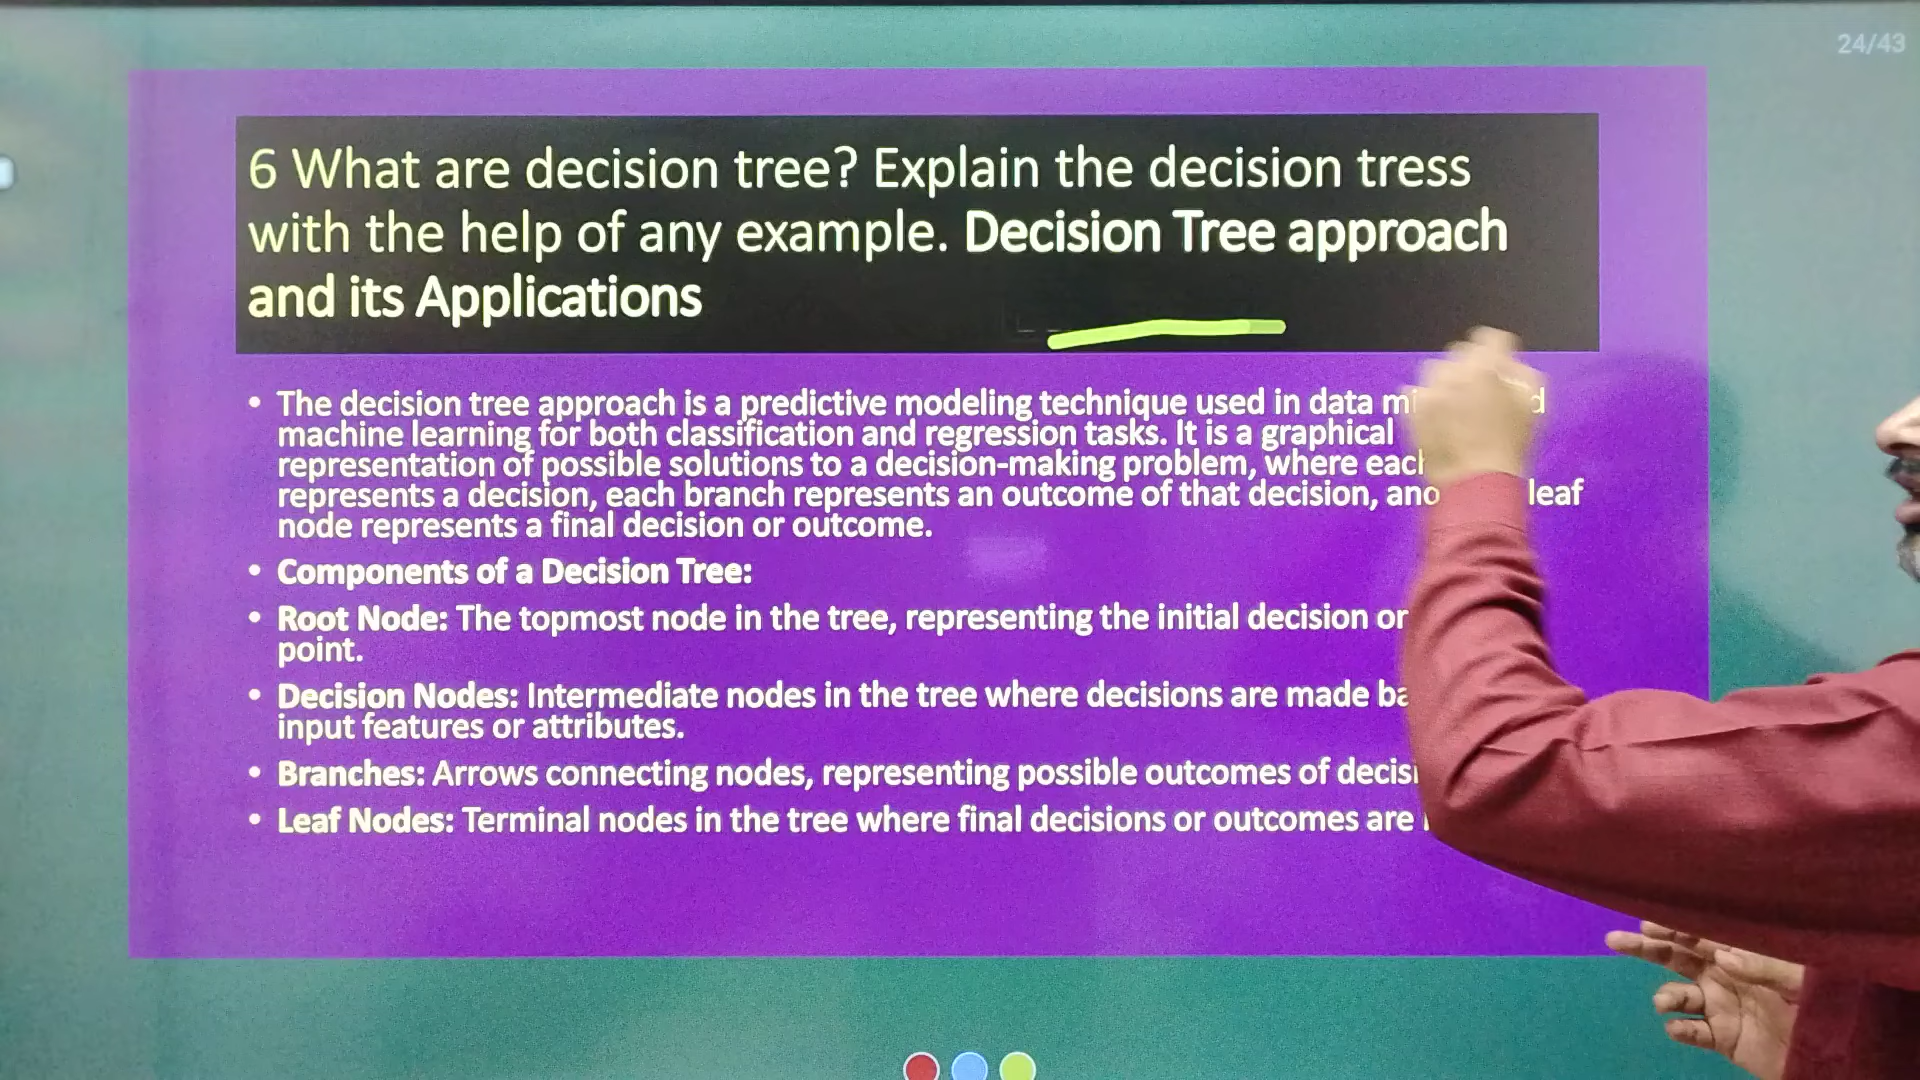 24/43
6 What are decision tree? Explain the decision tress
with the help of any example. Decision Tree approach
and its Applications
• The decision tree approach is a predictive modeling technique used in data
machine learning for both classification and regression tasks. It is a graphical
representation of possible solutions to a decision-making problem, where
represents a decision, each branch represents an outcome of that decision, leaf
node represents a final decision or outcome.
• Components of a Decision Tree:
• Root Node: The topmost node in the tree, representing the initial decision or
point.
• Decision Nodes: Intermediate nodes in the tree where decisions are made
input features or attributes.
• Branches: Arrows connecting nodes, representing possible outcomes of
• Leaf Nodes: Terminal nodes in the tree where final decisions or outcomes are